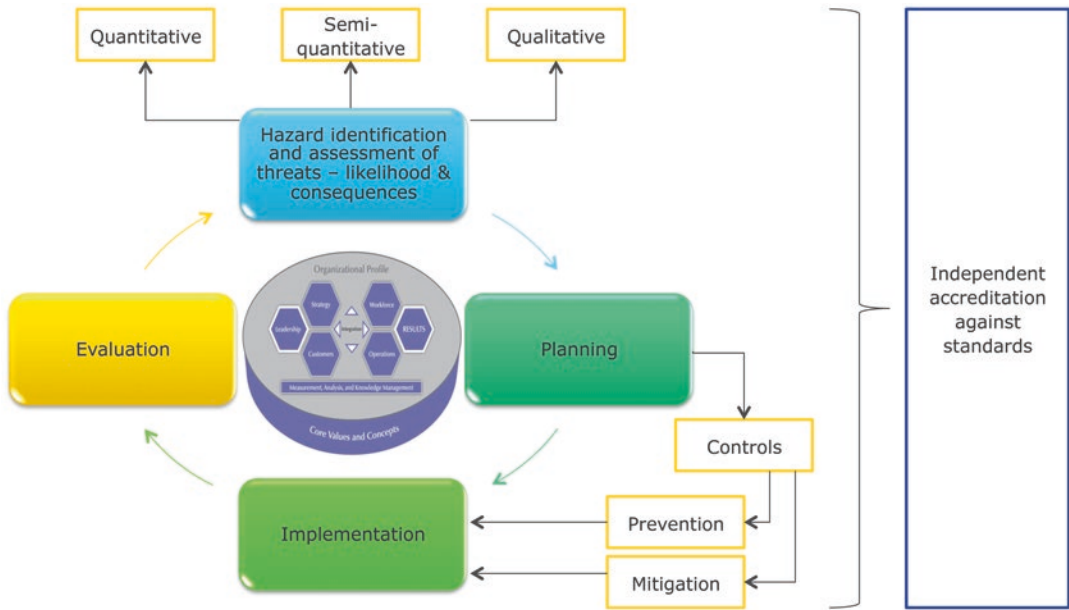 Quantitative
Semi-
quantitative
Qualitative
Hazard identification
and assessment of
threats – likelihood &
consequences
Organizational Profile
Strategy
Workforce
Leadership
Integration
RESULTS
Customers
Operations
Measurement, Analysis, and Knowledge Management
Core Values and Concepts
Evaluation
Planning
Controls
Implementation
Prevention
Mitigation
Independent
accreditation
against
standards